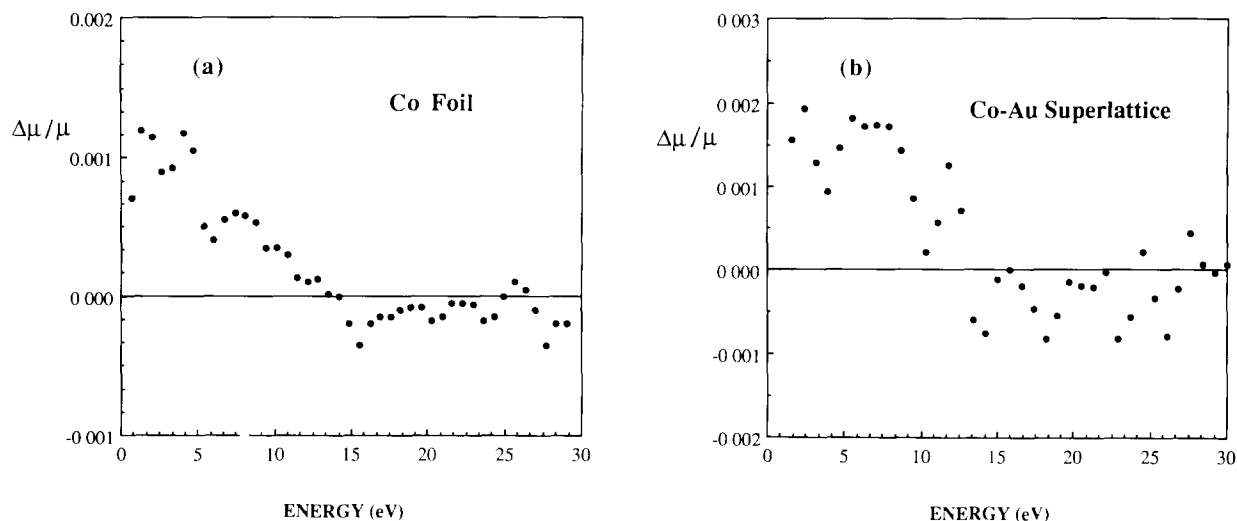 0.002
(a)
Co Foil
Δμ/μ
0.001
0 000
-0 001
0 5 10 15 20 25 30
ENERGY (eV)
0.003
(b)
0.002
Co-Au Superlattice
Δμ/μ
0.001
0.000
-0.001
-0 002
0 5 10 15 20 25 30
ENERGY (eV)